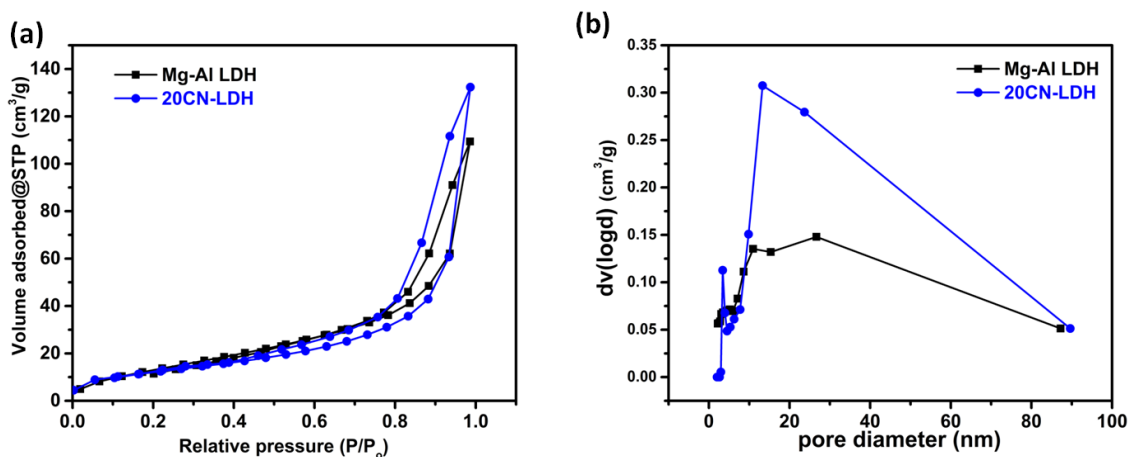 (a)
Mg-Al LDH
20CN-LDH
Volume adsorbed@STP (cm³/g)
140
120
100
80
60
40
20
0
0.0 0.2 0.4 0.6 0.8 1.0
Relative pressure (P/Pₒ)
(b)
Mg-Al LDH
20CN-LDH
dv(logd) (cm³/g)
0.35
0.30
0.25
0.20
0.15
0.10
0.05
0.00
0 20 40 60 80 100
pore diameter (nm)